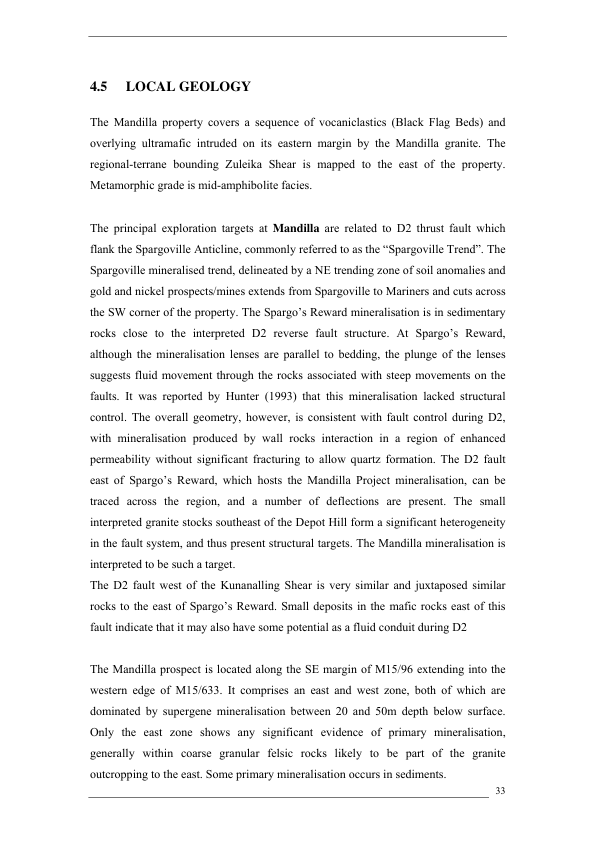 4.5 LOCAL GEOLOGY
The Mandilla property covers a sequence of vocaniclastics (Black Flag Beds) and
overlying ultramafic intruded on its eastern margin by the Mandilla granite. The
regional-terrane bounding Zuleika Shear is mapped to the east of the property.
Metamorphic grade is mid-amphibolite facies.
The principal exploration targets at Mandilla are related to D2 thrust fault which
flank the Spargoville Anticline, commonly referred to as the “Spargoville Trend”. The
Spargoville mineralised trend, delineated by a NE trending zone of soil anomalies and
gold and nickel prospects/mines extends from Spargoville to Mariners and cuts across
the SW corner of the property. The Spargo’s Reward mineralisation is in sedimentary
rocks close to the interpreted D2 reverse fault structure. At Spargo’s Reward,
although the mineralisation lenses are parallel to bedding, the plunge of the lenses
suggests fluid movement through the rocks associated with steep movements on the
faults. It was reported by Hunter (1993) that this mineralisation lacked structural
control. The overall geometry, however, is consistent with fault control during D2,
with mineralisation produced by wall rocks interaction in a region of enhanced
permeability without significant fracturing to allow quartz formation. The D2 fault
east of Spargo’s Reward, which hosts the Mandilla Project mineralisation, can be
traced across the region, and a number of deflections are present. The small
interpreted granite stocks southeast of the Depot Hill form a significant heterogeneity
in the fault system, and thus present structural targets. The Mandilla mineralisation is
interpreted to be such a target.
The D2 fault west of the Kunanalling Shear is very similar and juxtaposed similar
rocks to the east of Spargo’s Reward. Small deposits in the mafic rocks east of this
fault indicate that it may also have some potential as a fluid conduit during D2
The Mandilla prospect is located along the SE margin of M15/96 extending into the
western edge of M15/633. It comprises an east and west zone, both of which are
dominated by supergene mineralisation between 20 and 50m depth below surface.
Only the east zone shows any significant evidence of primary mineralisation,
generally within coarse granular felsic rocks likely to be part of the granite
outcropping to the east. Some primary mineralisation occurs in sediments.
33